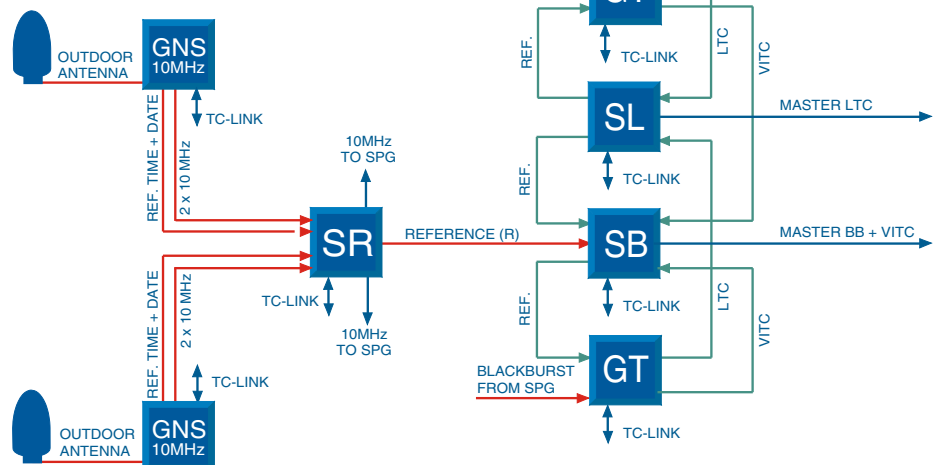 GNS
10MHz
OUTDOOR
ANTENNA
TC-LINK
REF. TIME + DATE
2 x 10 MHz
10MHz
TO SPG
SR
REFERENCE (R)
TC-LINK
10MHz
TO SPG
REF. TIME + DATE
2 x 10 MHz
TC-LINK
OUTDOOR
ANTENNA
GNS
10MHz
REF.
TC-LINK
LTC
VITC
SL
MASTER LTC
TC-LINK
REF.
SB
MASTER BB + VITC
TC-LINK
REF.
LTC
VITC
BLACKBURST
FROM SPG
GT
TC-LINK